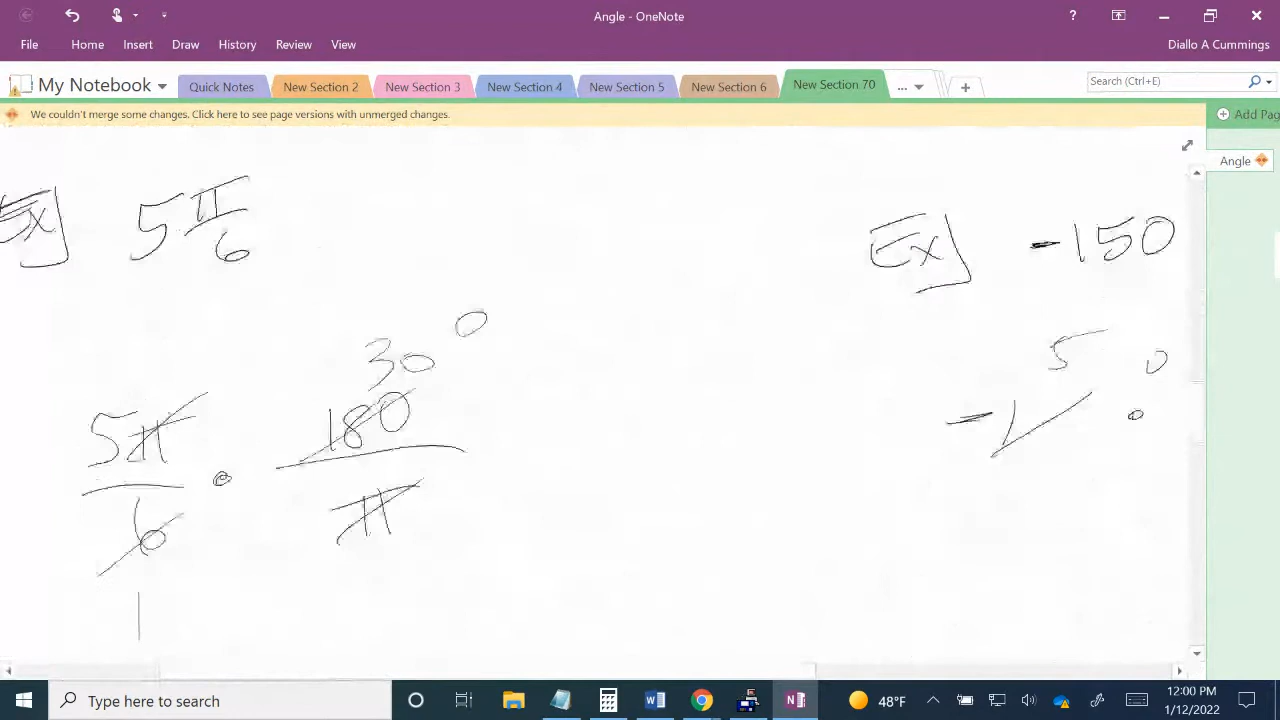 Angle - OneNote
?
File Home Insert Draw History Review View
Diallo A Cummings
My Notebook Quick Notes New Section 2 New Section 3 New Section 4 New Section 5 New Section 6 New Section 70 ... + Search (Ctrl+E)
We couldn't merge some changes. Click here to see page versions with unmerged changes.
Add Pag
Angle
Ex] 5π/6
Ex] -150
30 °
5π/6 · 180/π
1
5
Type here to search
48°F
12:00 PM
1/12/2022